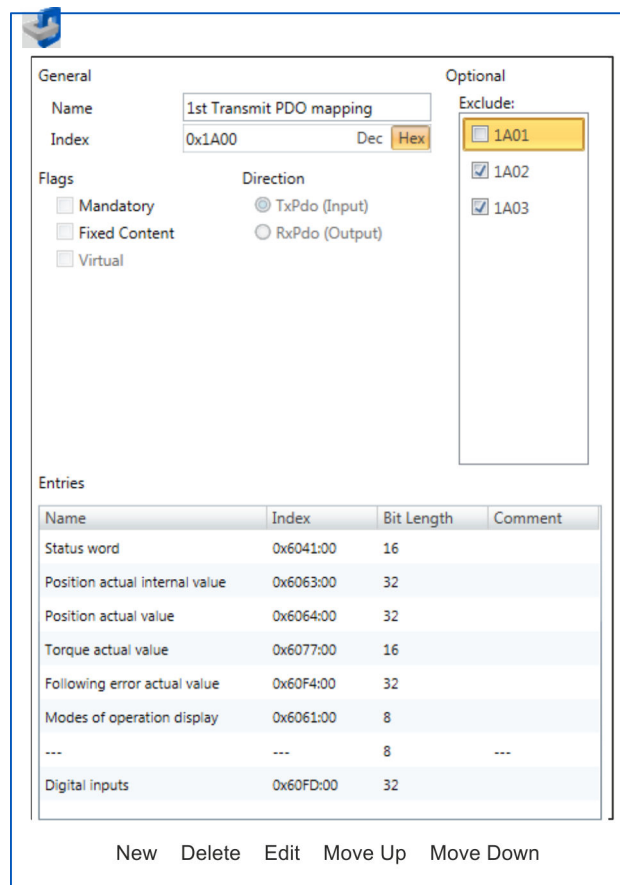 General
Optional
Name 1st Transmit PDO mapping
Exclude:
Index 0x1A00 Dec Hex
1A01
Flags Direction
1A02
Mandatory TxPdo (Input)
1A03
Fixed Content RxPdo (Output)
Virtual
Entries
Name Index Bit Length Comment
Status word 0x6041:00 16
Position actual internal value 0x6063:00 32
Position actual value 0x6064:00 32
Torque actual value 0x6077:00 16
Following error actual value 0x60F4:00 32
Modes of operation display 0x6061:00 8
--- --- 8 ---
Digital inputs 0x60FD:00 32
New Delete Edit Move Up Move Down